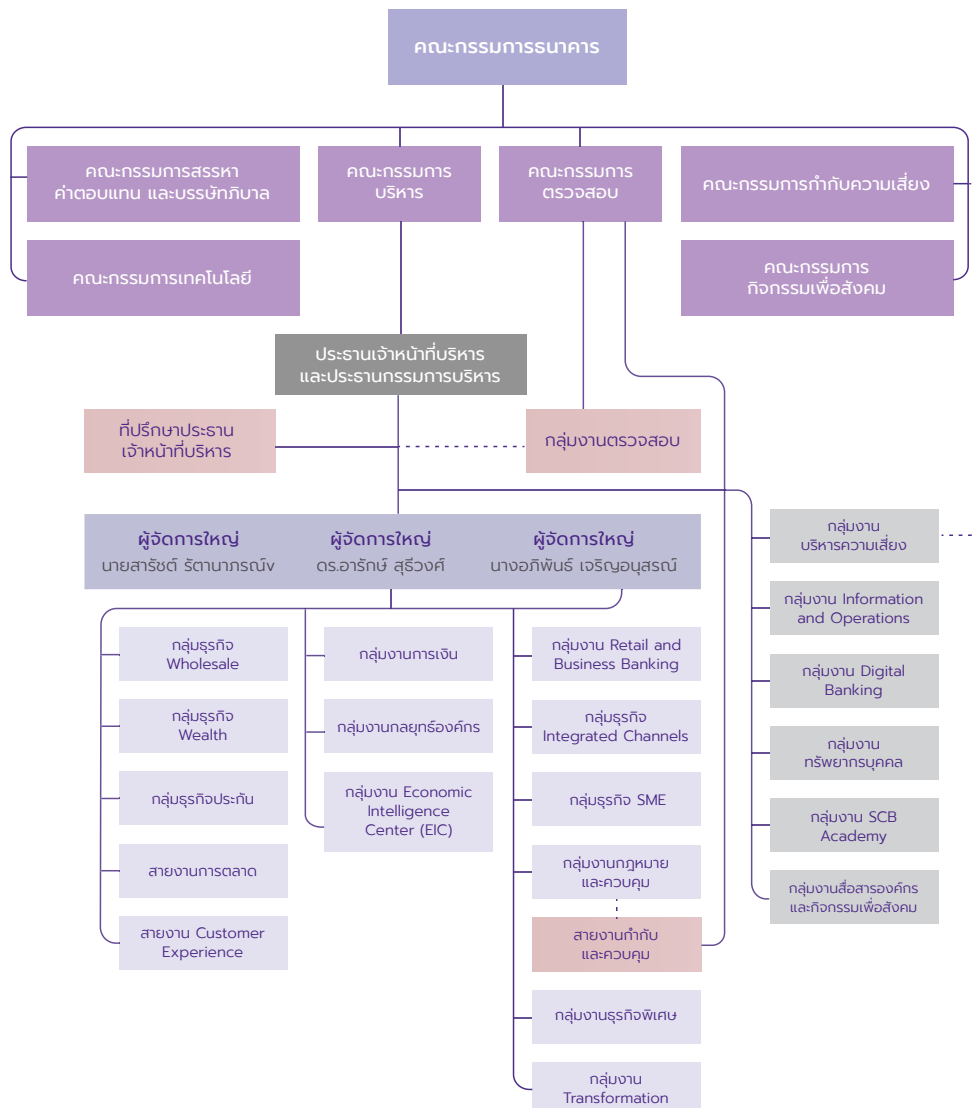 คณะกรรมการธนาคาร
คณะกรรมการสรรหา
ค่าตอบแทน และบรรษัทภิบาล
คณะกรรมการ
บริหาร
คณะกรรมการ
ตรวจสอบ
คณะกรรมการกำกับความเสี่ยง
คณะกรรมการเทคโนโลยี
คณะกรรมการ
กิจกรรมเพื่อสังคม
ประธานเจ้าหน้าที่บริหาร
และประธานกรรมการบริหาร
ที่ปรึกษาประธาน
เจ้าหน้าที่บริหาร
กลุ่มงานตรวจสอบ
ผู้จัดการใหญ่
นายสารัชต์ รัตานาภรณ์v
ผู้จัดการใหญ่
ดร.อารักษ์ สุธีวงศ์
ผู้จัดการใหญ่
นางอภิพันธ์ เจริญอนุสรณ์
กลุ่มธุรกิจ
Wholesale
กลุ่มธุรกิจ
Wealth
กลุ่มธุรกิจประกัน
สายงานการตลาด
สายงาน Customer
Experience
กลุ่มงานการเงิน
กลุ่มงานกลยุทธ์องค์กร
กลุ่มงาน Economic
Intelligence
Center (EIC)
กลุ่มงาน Retail and
Business Banking
กลุ่มธุรกิจ
Integrated Channels
กลุ่มธุรกิจ SME
กลุ่มงานกฎหมาย
และควบคุม
สายงานกำกับ
และควบคุม
กลุ่มงานธุรกิจพิเศษ
กลุ่มงาน
Transformation
กลุ่มงาน
บริหารความเสี่ยง
กลุ่มงาน Information
and Operations
กลุ่มงาน Digital
Banking
กลุ่มงาน
ทรัพยากรบุคคล
กลุ่มงาน SCB
Academy
กลุ่มงานสื่อสารองค์กร
และกิจกรรมเพื่อสังคม